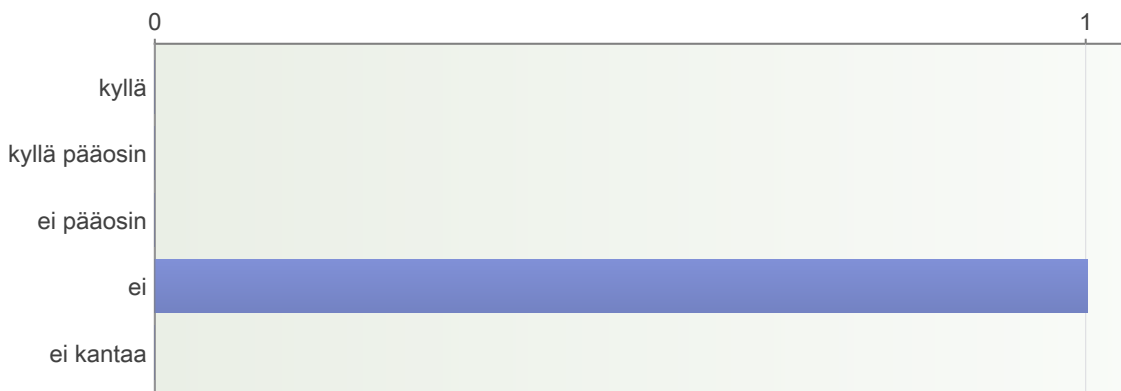 0 1
kyllä
kyllä pääosin
ei pääosin
ei
ei kantaa